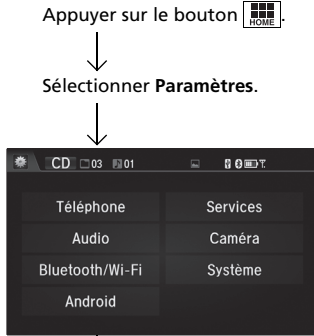 Appuyer sur le bouton HOME.
Sélectionner Paramètres.
CD 03 01
Téléphone Services
Audio Caméra
Bluetooth/Wi-Fi Système
Android